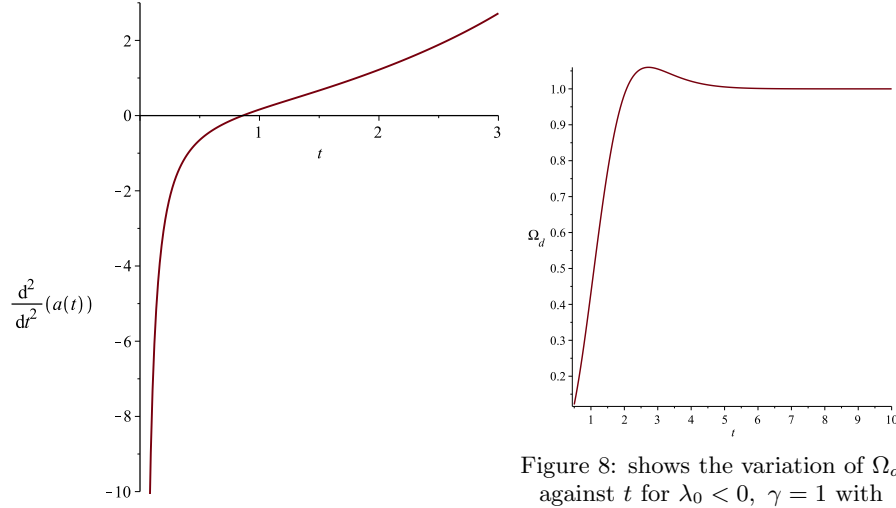 2
0
1
2
3
t
−2
−4
d²/dt² (a(t))
−6
−8
−10
1.0
0.9
0.8
0.7
Ω_d
0.6
0.5
0.4
0.3
0.2
1 2 3 4 5 6 7 8 9 10
t
Figure 8: shows the variation of Ω_d
against t for λ₀ < 0, γ = 1 with